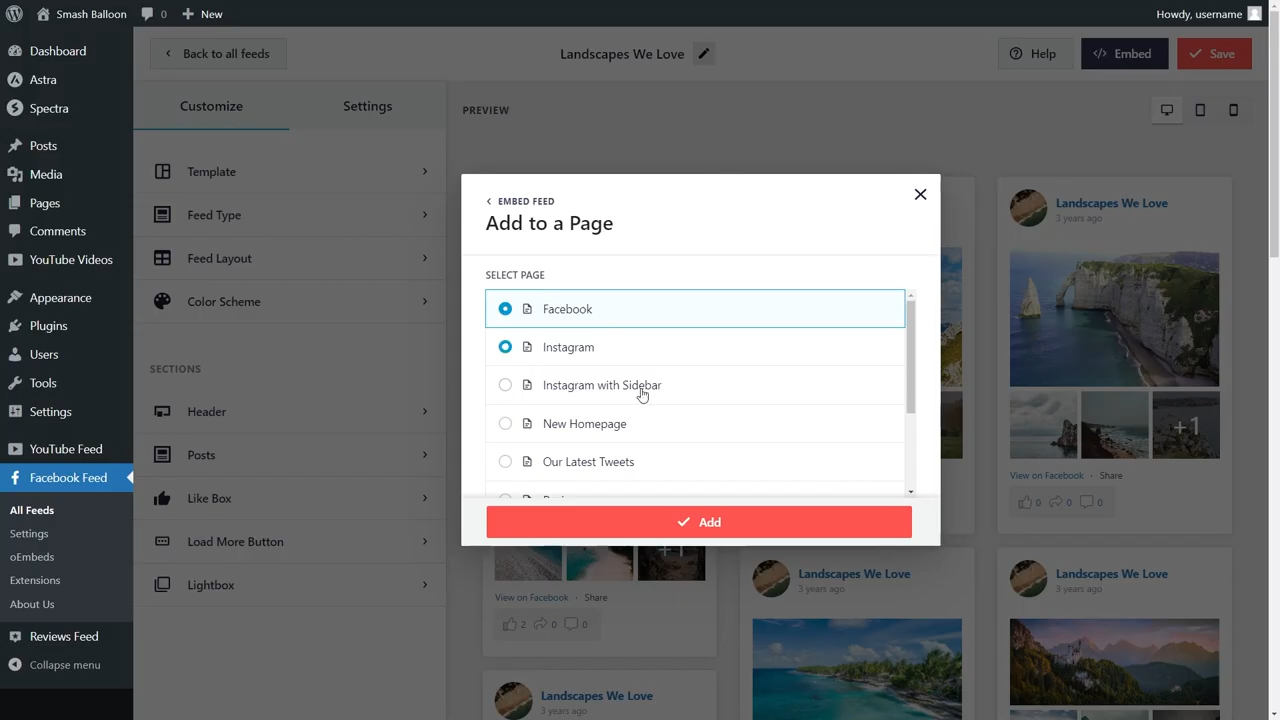 Smash Balloon
0
New
Howdy, username
Dashboard
Astra
Spectra
Posts
Media
Pages
Comments
YouTube Videos
Appearance
Plugins
Users
Tools
Settings
YouTube Feed
Facebook Feed
All Feeds
Settings
oEmbeds
Extensions
About Us
Reviews Feed
Collapse menu
Back to all feeds
Landscapes We Love
Help
Embed
Save
Customize
Settings
Template
Feed Type
Feed Layout
Color Scheme
SECTIONS
Header
Posts
Like Box
Load More Button
Lightbox
PREVIEW
EMBED FEED
Add to a Page
SELECT PAGE
Facebook
Instagram
Instagram with Sidebar
New Homepage
Our Latest Tweets
Add
Landscapes We Love
3 years ago
+1
View on Facebook · Share
0 0 0
+1
View on Facebook · Share
2 0 0
Landscapes We Love
3 years ago
Landscapes We Love
3 years ago
Landscapes We Love
3 years ago